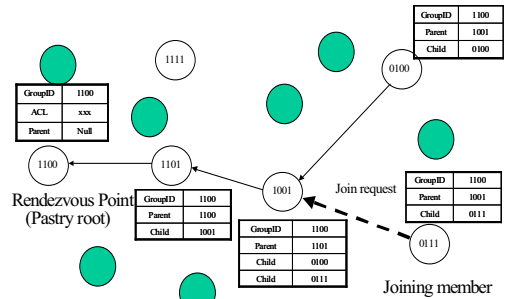 GroupID 1100
Parent 1001
Child 0100
1111
0100
GroupID 1100
ACL xxx
Parent Null
1100
1101
1001
Join request
GroupID 1100
Parent 1001
Child 0111
Rendezvous Point
(Pastry root)
GroupID 1100
Parent 1100
Child 1001
GroupID 1100
Parent 1101
Child 0100
Child 0111
0111
Joining member